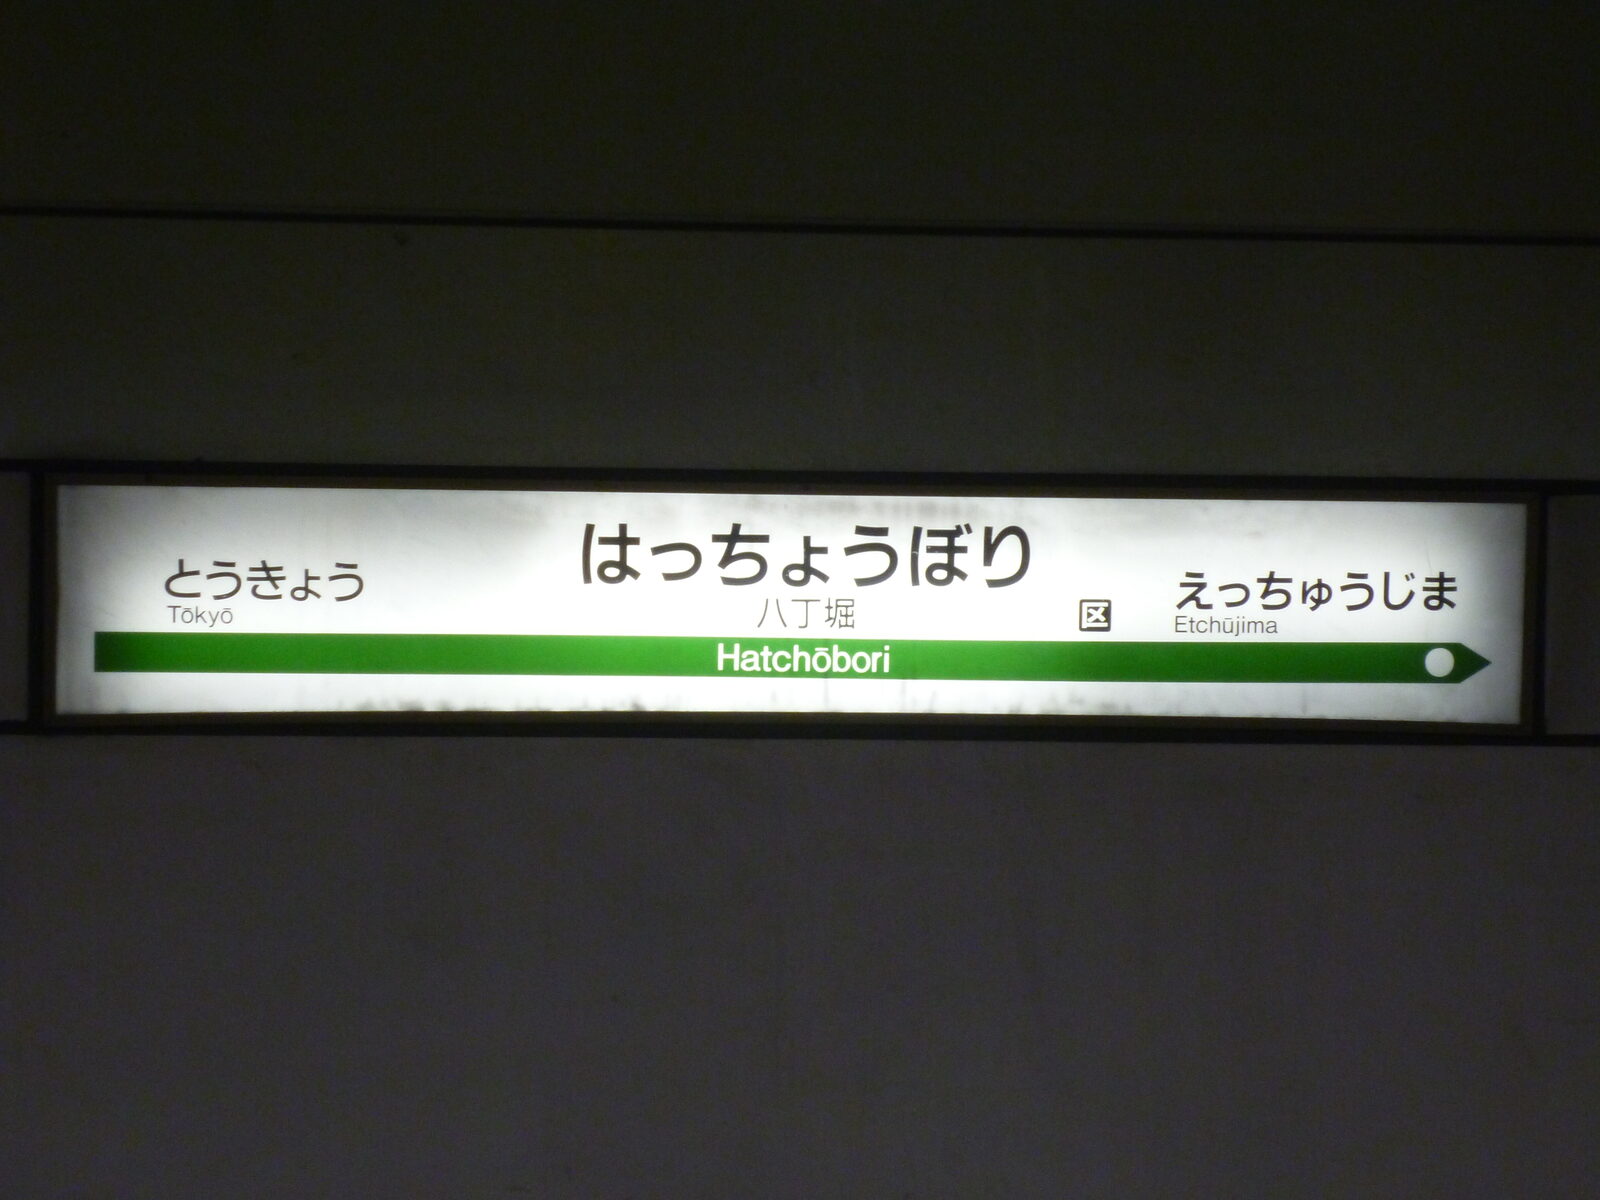 はっちょうぼり
八丁堀
区
とうきょう
Tōkyō
えっちゅうじま
Etchūjima
Hatchōbori